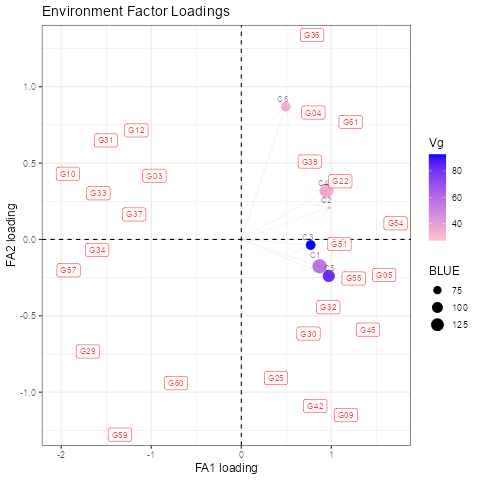 Environment Factor Loadings
FA2 loading
1.0
0.5
0.0
-0.5
-1.0
G36
C6
G04
G61
G12
G31
G38
G10
G03
G22
C4
G33
C2
G37
G54
C3
G51
G34
C1
C5
G57
G05
G55
G32
G45
G30
G29
G25
G60
G42
G09
G59
-2
-1
0
1
FA1 loading
Vg
80
60
40
BLUE
75
100
125